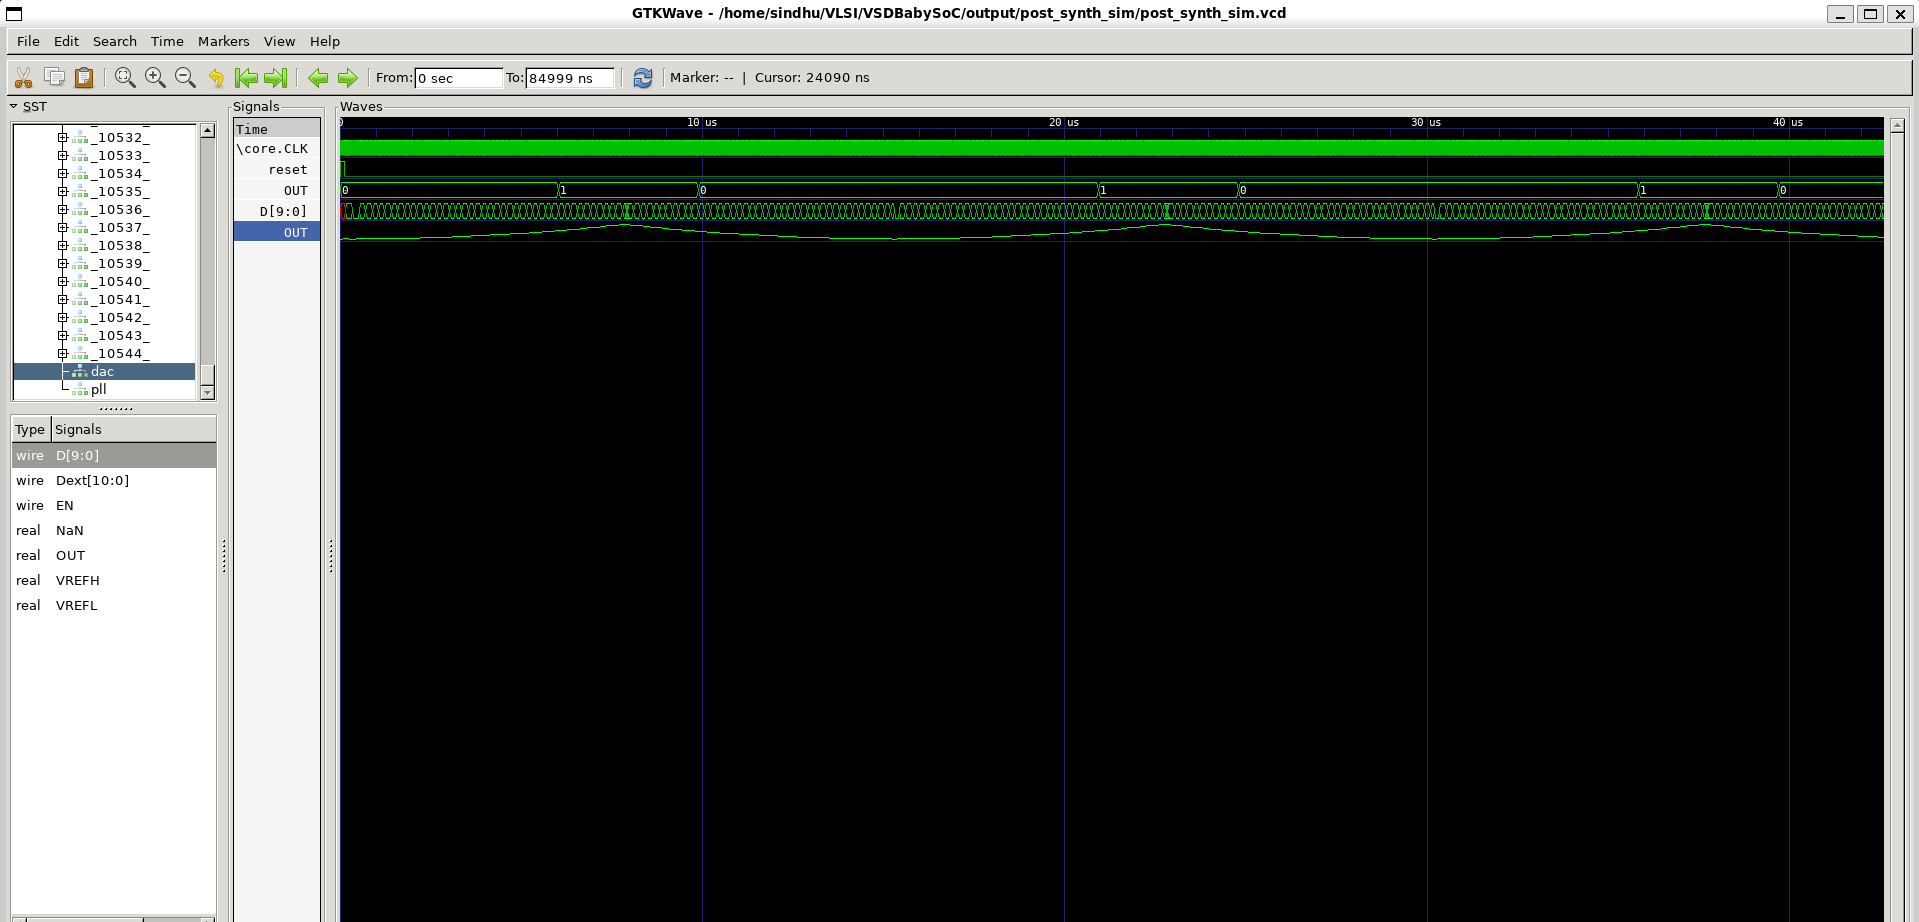 GTKWave - /home/sindhu/VLSI/VSDBabySoC/output/post_synth_sim/post_synth_sim.vcd
File Edit Search Time Markers View Help
From: 0 sec To: 84999 ns Marker: -- | Cursor: 24090 ns
SST
_10532_
_10533_
_10534_
_10535_
_10536_
_10537_
_10538_
_10539_
_10540_
_10541_
_10542_
_10543_
_10544_
dac
pll
Type Signals
wire D[9:0]
wire Dext[10:0]
wire EN
real NaN
real OUT
real VREFH
real VREFL
Signals
Time
\core.CLK
reset
OUT
D[9:0]
OUT
Waves
0 10 us 20 us 30 us 40 us
0 1 0 1 0 1 0